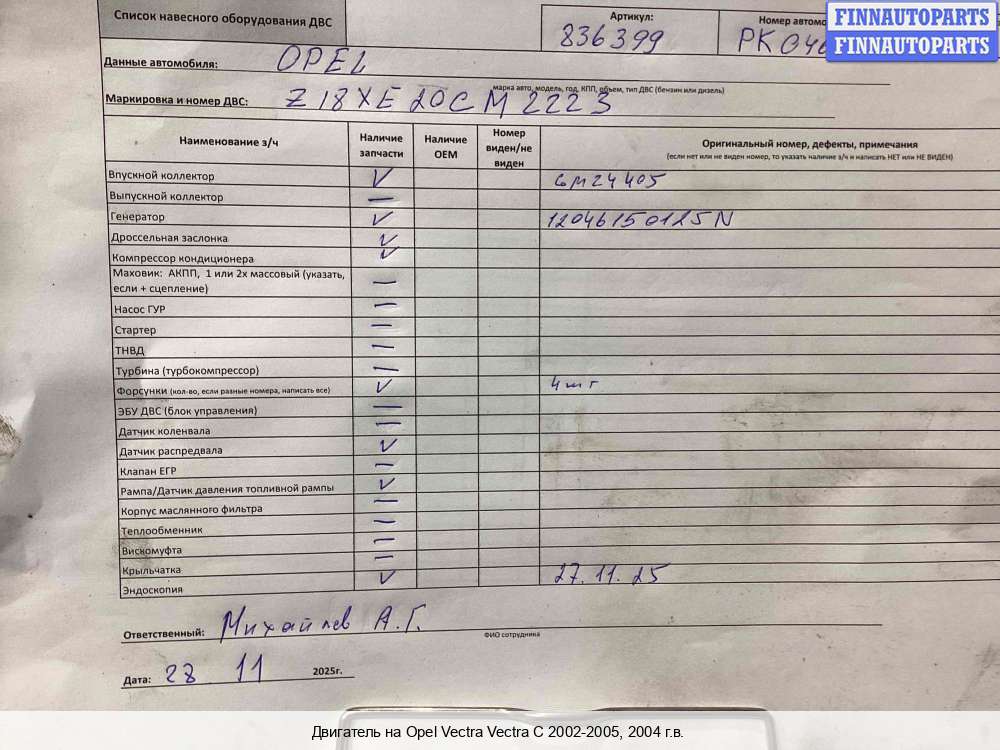 Список навесного оборудования ДВС
Артикул: 836399
Номер автомо
РК046
FINNAUTOPARTS
FINNAUTOPARTS
Данные автомобиля: OPEL
марка авто, модель, год, КПП, объем, тип ДВС (бензин или дизель)
Маркировка и номер ДВС: Z18XE 20CM2223
Наименование з/ч Наличие запчасти Наличие ОЕМ Номер виден/не виден Оригинальный номер, дефекты, примечания
(если нет или не виден номер, то указать наличие з/ч и написать НЕТ или НЕ ВИДЕН)
Впускной коллектор V GM24405
Выпускной коллектор —
Генератор V 12046150125N
Дроссельная заслонка V
Компрессор кондиционера V
Маховик: АКПП, 1 или 2х массовый (указать,
если + сцепление) —
Насос ГУР —
Стартер —
ТНВД —
Турбина (турбокомпрессор) —
Форсунки (кол-во, если разные номера, написать все) V 4шт
ЭБУ ДВС (блок управления) —
Датчик коленвала —
Датчик распредвала V
Клапан ЕГР —
Рампа/Датчик давления топливной рампы V
Корпус маслянного фильтра —
Теплообменник —
Вискомуфта —
Крыльчатка —
Эндоскопия V 27.11.25
Ответственный: Михайлов А.Г.
ФИО сотрудника
Дата: 28 11 2025г.
Двигатель на Opel Vectra Vectra C 2002-2005, 2004 г.в.